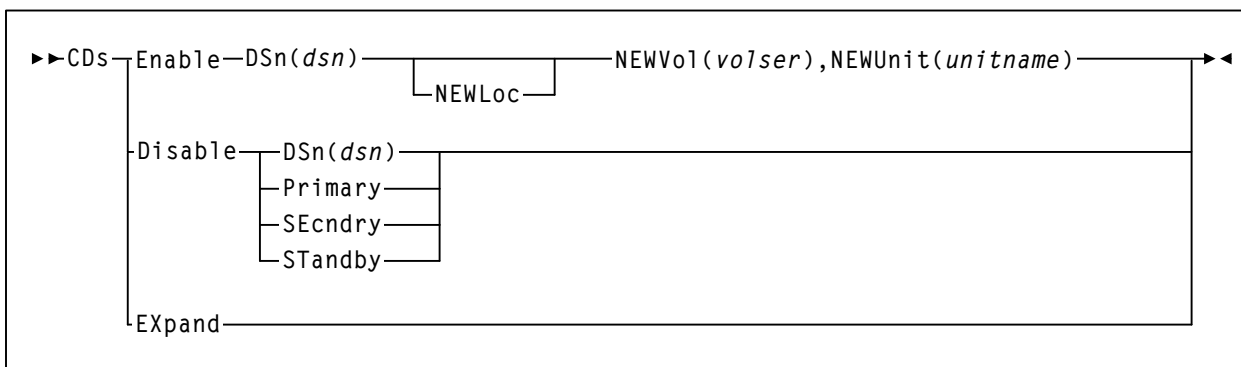 CDs Enable DSn(dsn) NEWVol(volser),NEWUnit(unitname)
NEWLoc
Disable DSn(dsn)
Primary
SEcndry
STandby
EXpand